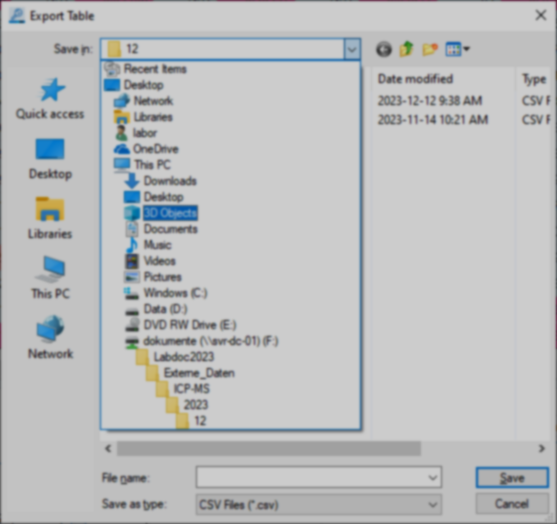 Export Table
Save in:
12
Recent Items
Desktop
Network
Libraries
labor
OneDrive
This PC
Downloads
Desktop
3D Objects
Documents
Music
Videos
Pictures
Windows (C:)
Data (D:)
DVD RW Drive (E:)
dokumente (\\avr-dc-01) (F:)
Labdoc2023
Externe_Daten
ICP-MS
2023
12
Quick access
Desktop
Libraries
This PC
Network
Date modified Type
2023-12-12 9:38 AM CSV F
2023-11-14 10:21 AM CSV F
File name:
Save
Save as type:
CSV Files (*.csv)
Cancel